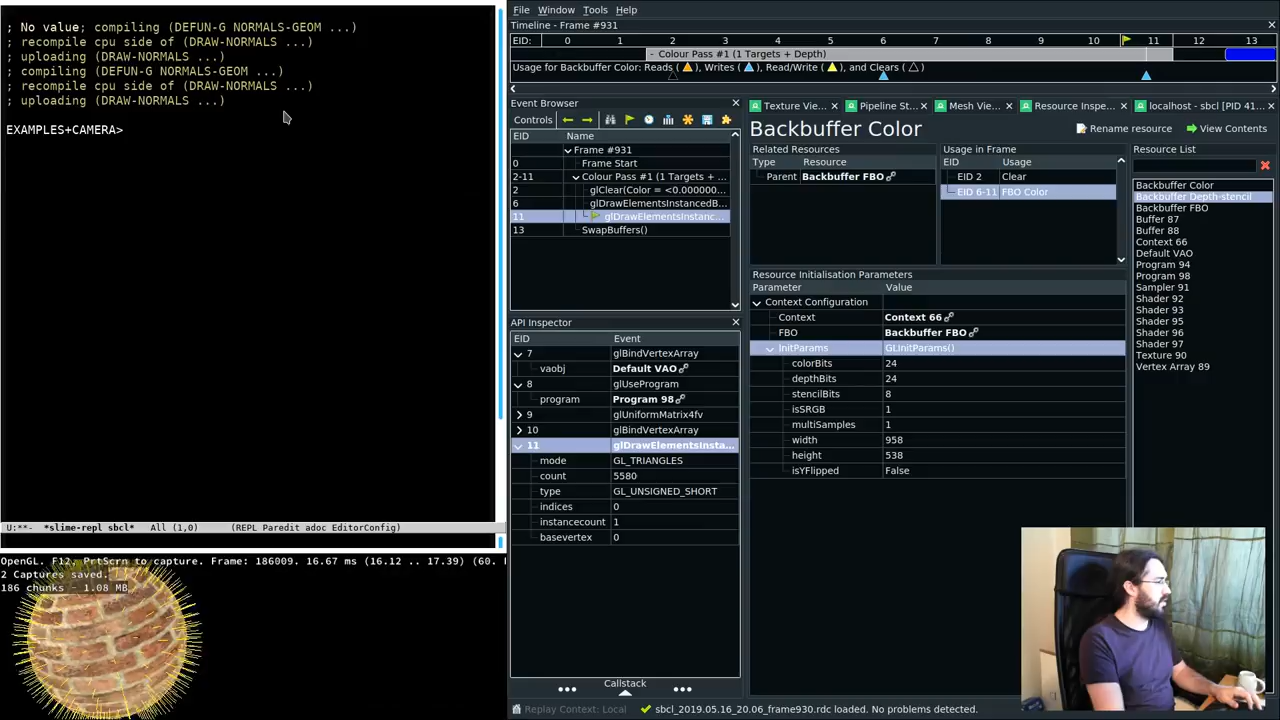 ; No value; compiling (DEFUN-G NORMALS-GEOM ...)
; recompile cpu side of (DRAW-NORMALS ...)
; uploading (DRAW-NORMALS ...)
; compiling (DEFUN-G NORMALS-GEOM ...)
; recompile cpu side of (DRAW-NORMALS ...)
; uploading (DRAW-NORMALS ...)
EXAMPLES+CAMERA>
U:**- *slime-repl sbcl* All (1,0) (REPL Paredit adoc EditorConfig)
OpenGL. F12, PrtScrn to capture. Frame: 186009. 16.67 ms (16.12 .. 17.39) (60.
2 Captures saved.
186 chunks - 1.08 MB
File Window Tools Help
Timeline - Frame #931
EID: 0 1 2 3 4 5 6 7 8 9 10 11 12 13
- Colour Pass #1 (1 Targets + Depth)
Usage for Backbuffer Color: Reads ( ), Writes ( ), Read/Write ( ), and Clears ( )
Event Browser
Controls
EID Name
Frame #931
0 Frame Start
2-11 Colour Pass #1 (1 Targets + ...
2 glClear(Color = <0.000000...
6 glDrawElementsInstancedB...
11 glDrawElementsInstanc...
13 SwapBuffers()
API Inspector
EID Event
7 glBindVertexArray
vaobj Default VAO
8 glUseProgram
program Program 98
9 glUniformMatrix4fv
10 glBindVertexArray
11 glDrawElementsInsta...
mode GL_TRIANGLES
count 5580
type GL_UNSIGNED_SHORT
indices 0
instancecount 1
basevertex 0
Callstack
Texture Vie... Pipeline St... Mesh Vie... Resource Inspe... localhost - sbcl [PID 41
Backbuffer Color
Rename resource View Contents
Related Resources
Type Resource
Parent Backbuffer FBO
Usage in Frame
EID Usage
EID 2 Clear
EID 6-11 FBO Color
Resource Initialisation Parameters
Parameter Value
Context Configuration
Context Context 66
FBO Backbuffer FBO
InitParams GLInitParams()
colorBits 24
depthBits 24
stencilBits 8
isSRGB 1
multiSamples 1
width 958
height 538
isYFlipped False
Resource List
Backbuffer Color
Backbuffer Depth-stencil
Backbuffer FBO
Buffer 87
Buffer 88
Context 66
Default VAO
Program 94
Program 98
Sampler 91
Shader 92
Shader 93
Shader 95
Shader 96
Shader 97
Texture 90
Vertex Array 89
Replay Context: Local sbcl_2019.05.16_20.06_frame930.rdc loaded. No problems detected.